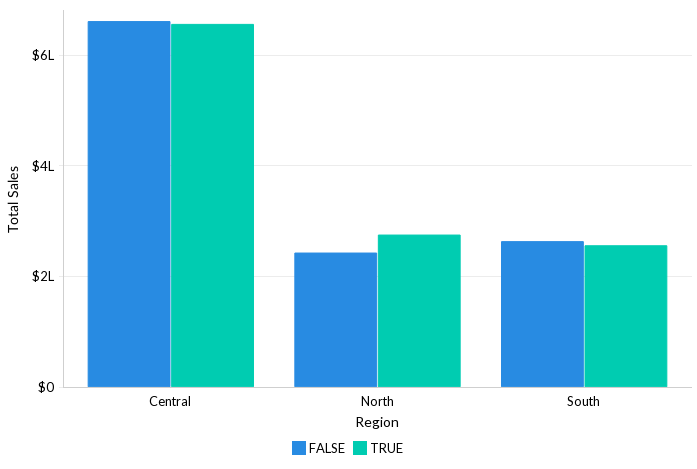 $6L
$4L
$2L
$0
Total Sales
Central
North
South
Region
FALSE
TRUE